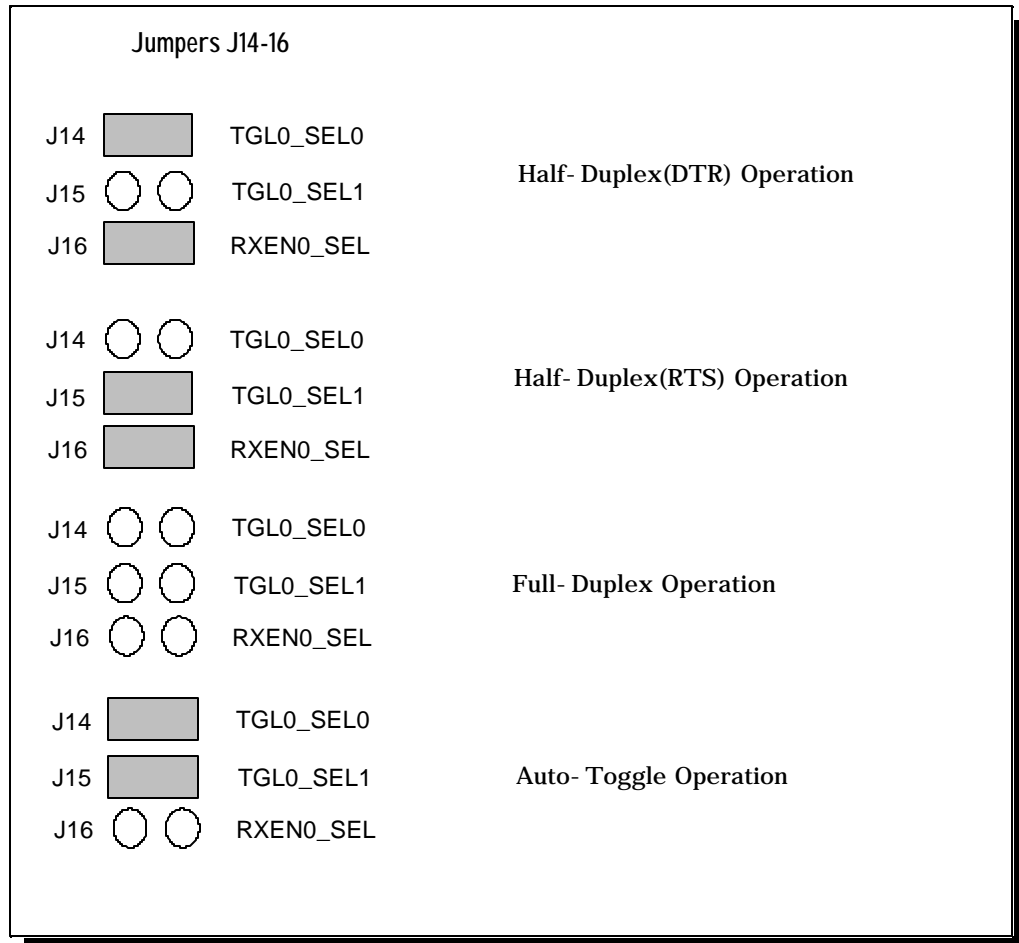 Jumpers J14-16
J14 TGL0_SEL0
J15 TGL0_SEL1
J16 RXEN0_SEL
Half- Duplex(DTR) Operation
J14 TGL0_SEL0
J15 TGL0_SEL1
J16 RXEN0_SEL
Half- Duplex(RTS) Operation
J14 TGL0_SEL0
J15 TGL0_SEL1
J16 RXEN0_SEL
Full- Duplex Operation
J14 TGL0_SEL0
J15 TGL0_SEL1
J16 RXEN0_SEL
Auto- Toggle Operation